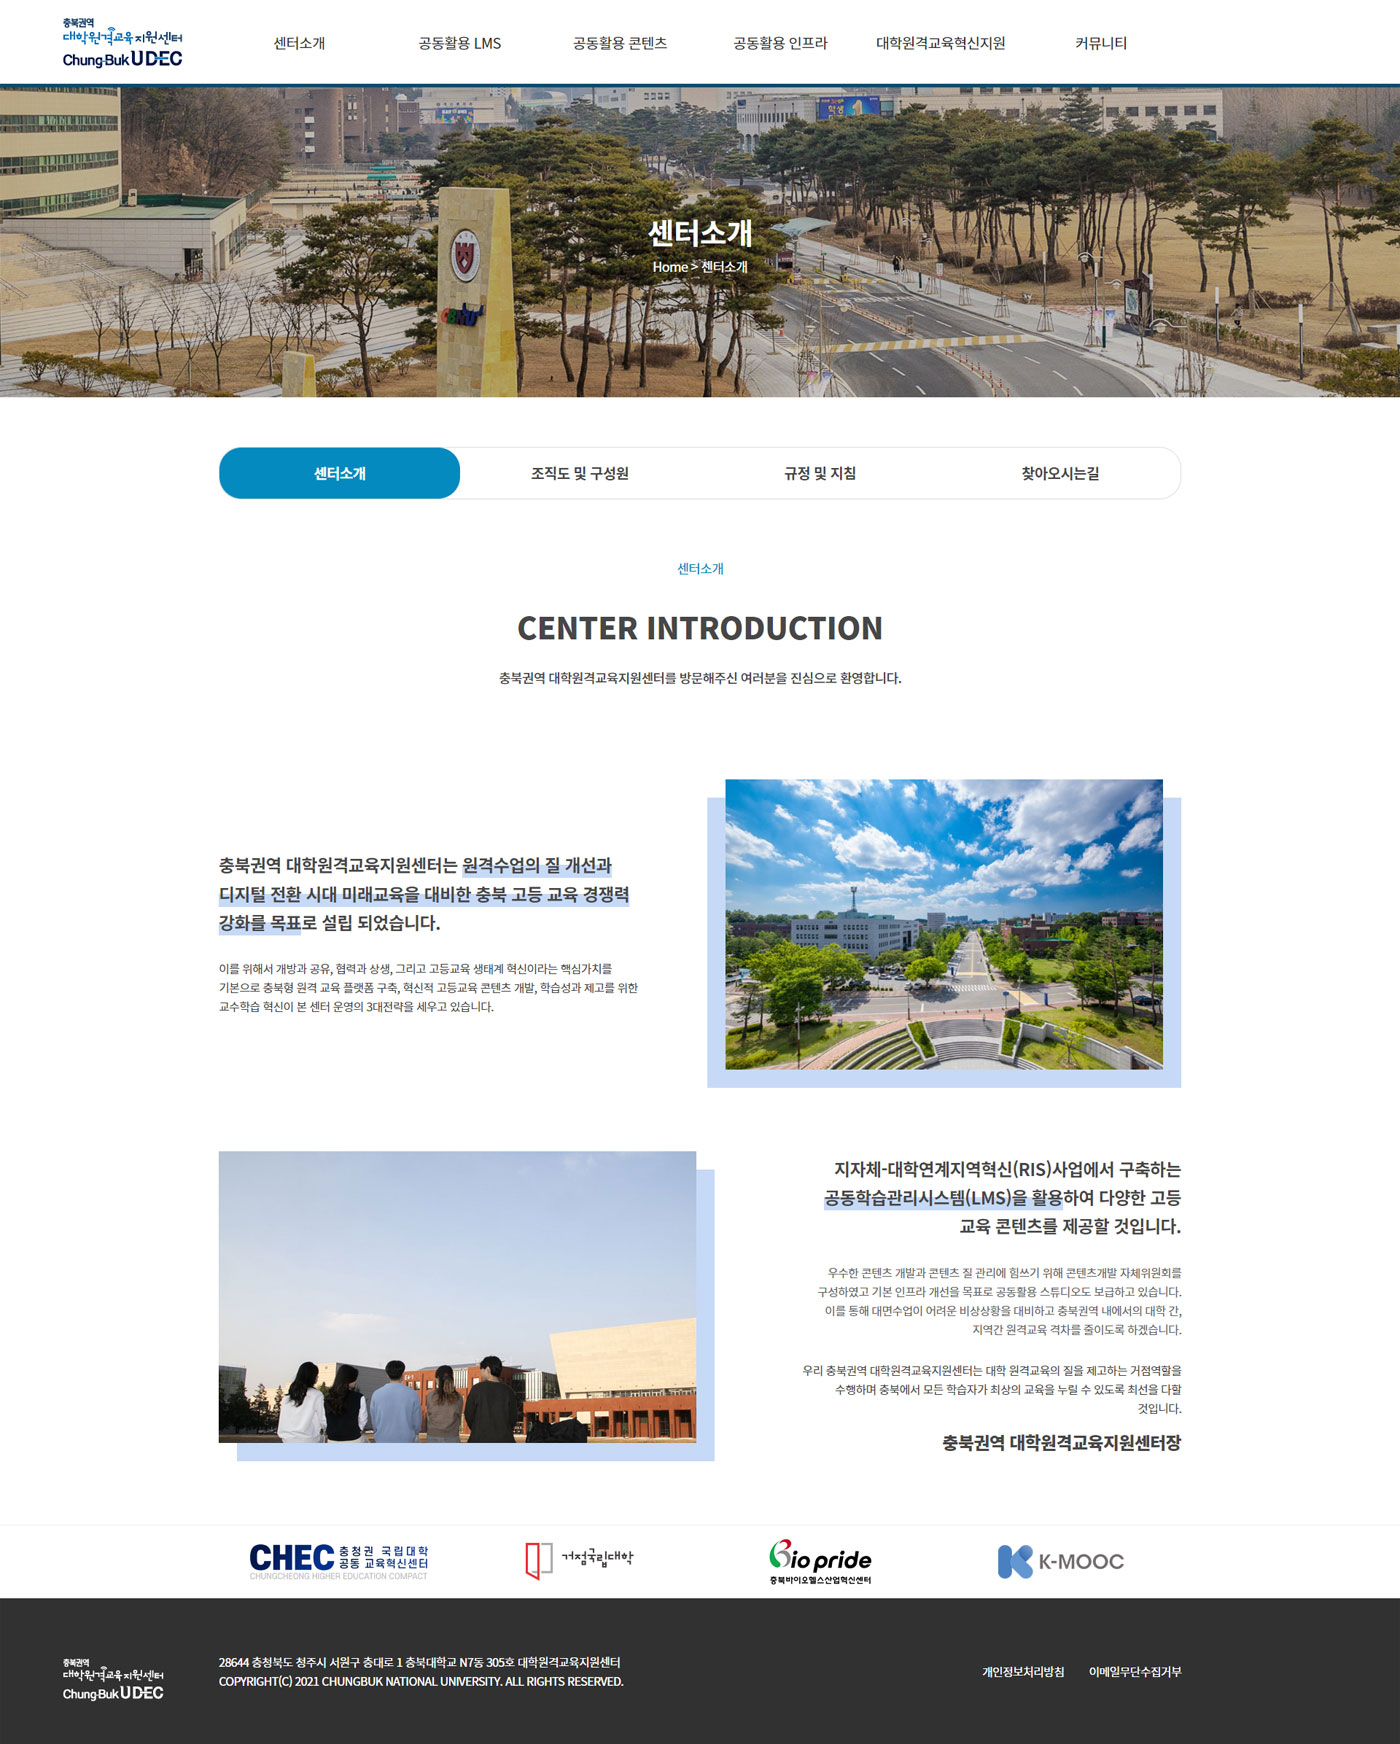 충북권역
대학원격교육지원센터
Chung-Buk UDEC
센터소개
공동활용 LMS
공동활용 콘텐츠
공동활용 인프라
대학원격교육혁신지원
커뮤니티
센터소개
Home > 센터소개
센터소개
조직도 및 구성원
규정 및 지침
찾아오시는길
센터소개
CENTER INTRODUCTION
충북권역 대학원격교육지원센터를 방문해주신 여러분을 진심으로 환영합니다.
충북권역 대학원격교육지원센터는 원격수업의 질 개선과
디지털 전환 시대 미래교육을 대비한 충북 고등 교육 경쟁력
강화를 목표로 설립 되었습니다.
이를 위해서 개방과 공유, 협력과 상생, 그리고 고등교육 생태계 혁신이라는 핵심가치를
기본으로 충북형 원격 교육 플랫폼 구축, 혁신적 고등교육 콘텐츠 개발, 학습성과 제고를 위한
교수학습 혁신이 본 센터 운영의 3대전략을 세우고 있습니다.
지자체-대학연계지역혁신(RIS)사업에서 구축하는
공동학습관리시스템(LMS)을 활용하여 다양한 고등
교육 콘텐츠를 제공할 것입니다.
우수한 콘텐츠 개발과 콘텐츠 질 관리에 힘쓰기 위해 콘텐츠개발 자체위원회를
구성하였고 기본 인프라 개선을 목표로 공동활용 스튜디오도 보급하고 있습니다.
이를 통해 대면수업이 어려운 비상상황을 대비하고 충북권역 내에서의 대학 간,
지역간 원격교육 격차를 줄이도록 하겠습니다.
우리 충북권역 대학원격교육지원센터는 대학 원격교육의 질을 제고하는 거점역할을
수행하며 충북에서 모든 학습자가 최상의 교육을 누릴 수 있도록 최선을 다할
것입니다.
충북권역 대학원격교육지원센터장
CHEC 충청권 국립대학
공동 교육혁신센터
CHUNGCHEONG HIGHER EDUCATION COMPACT
거점국립대학
Bio pride
충북바이오헬스산업혁신센터
K-MOOC
충북권역
대학원격교육지원센터
Chung-Buk UDEC
28644 충청북도 청주시 서원구 충대로 1 충북대학교 N7동 305호 대학원격교육지원센터
COPYRIGHT(C) 2021 CHUNGBUK NATIONAL UNIVERSITY. ALL RIGHTS RESERVED.
개인정보처리방침
이메일무단수집거부